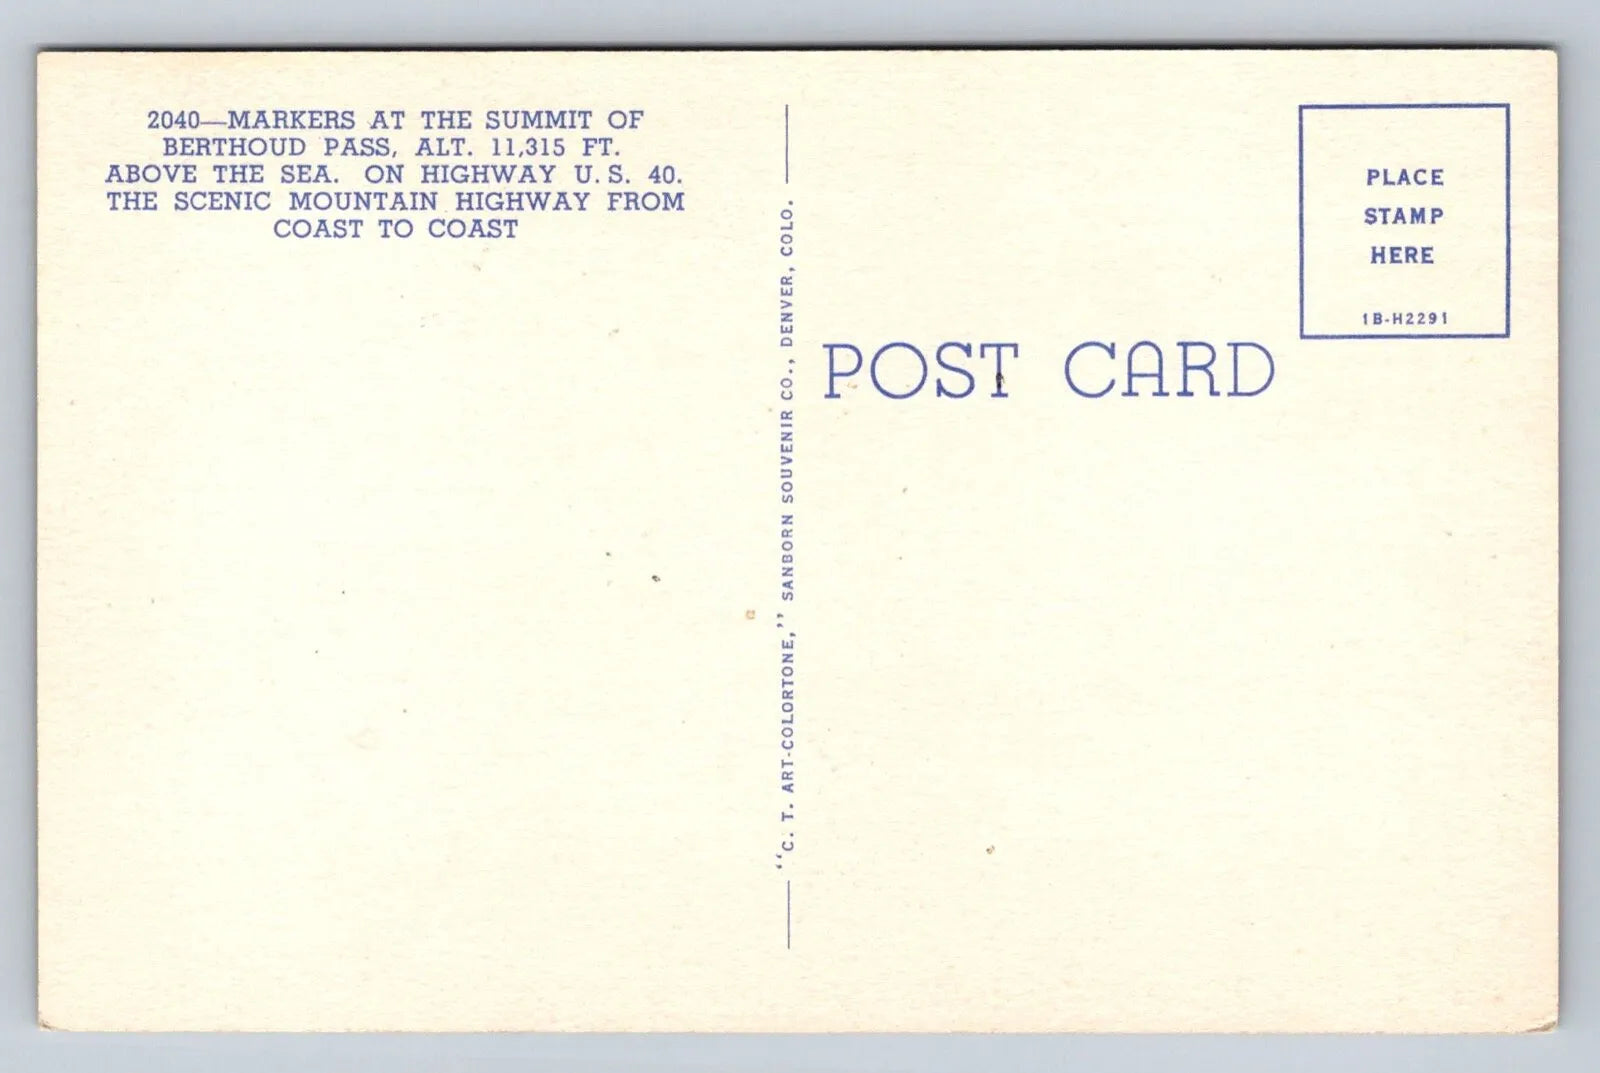 2040—MARKERS AT THE SUMMIT OF
BERTHOUD PASS, ALT. 11,315 FT.
ABOVE THE SEA. ON HIGHWAY U. S. 40.
THE SCENIC MOUNTAIN HIGHWAY FROM
COAST TO COAST
"C. T. ART-COLORTONE," SANBORN SOUVENIR CO., DENVER, COLO.
PLACE
STAMP
HERE
1B-H2291
POST CARD